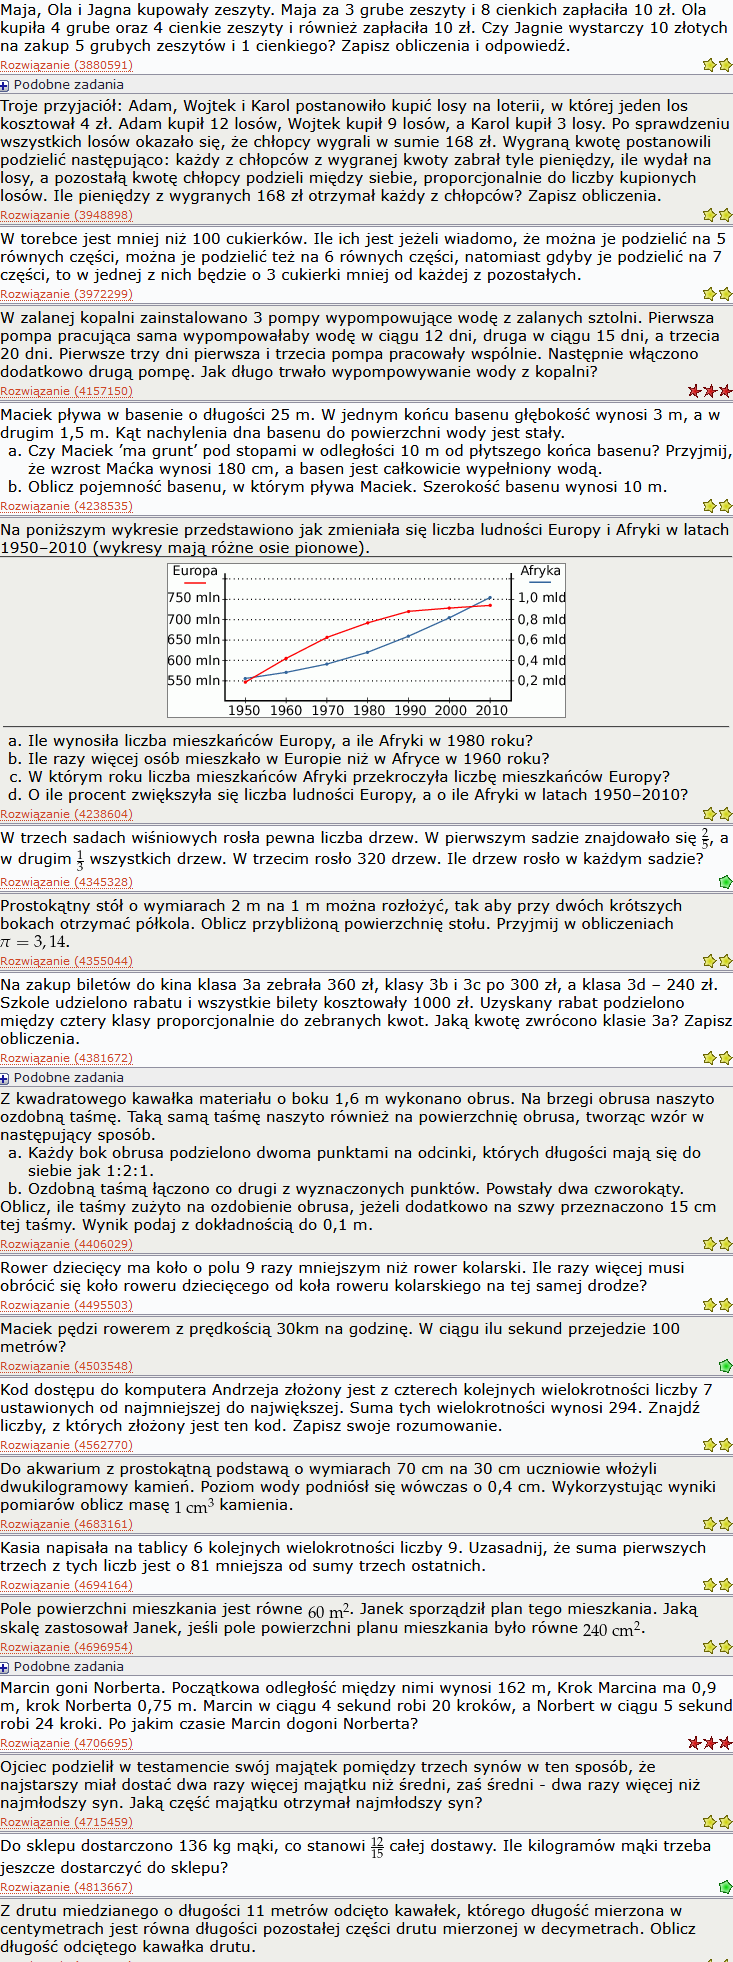 Maja, Ola i Jagna kupowały zeszyty. Maja za 3 grube zeszyty i 8 cienkich zapłaciła 10 zł. Ola
kupiła 4 grube oraz 4 cienkie zeszyty i również zapłaciła 10 zł. Czy Jagnie wystarczy 10 złotych
na zakup 5 grubych zeszytów i 1 cienkiego? Zapisz obliczenia i odpowiedź.
Rozwiązanie (3880591)
Podobne zadania
Troje przyjaciół: Adam, Wojtek i Karol postanowiło kupić losy na loterii, w której jeden los
kosztował 4 zł. Adam kupił 12 losów, Wojtek kupił 9 losów, a Karol kupił 3 losy. Po sprawdzeniu
wszystkich losów okazało się, że chłopcy wygrali w sumie 168 zł. Wygraną kwotę postanowili
podzielić następująco: każdy z chłopców z wygranej kwoty zabrał tyle pieniędzy, ile wydał na
losy, a pozostałą kwotę chłopcy podzieli między siebie, proporcjonalnie do liczby kupionych
losów. Ile pieniędzy z wygranych 168 zł otrzymał każdy z chłopców? Zapisz obliczenia.
Rozwiązanie (3948898)
W torebce jest mniej niż 100 cukierków. Ile ich jest jeżeli wiadomo, że można je podzielić na 5
równych części, można je podzielić też na 6 równych części, natomiast gdyby je podzielić na 7
części, to w jednej z nich będzie o 3 cukierki mniej od każdej z pozostałych.
Rozwiązanie (3972299)
W zalanej kopalni zainstalowano 3 pompy wypompowujące wodę z zalanych sztolni. Pierwsza
pompa pracująca sama wypompowałaby wodę w ciągu 12 dni, druga w ciągu 15 dni, a trzecia
20 dni. Pierwsze trzy dni pierwsza i trzecia pompa pracowały wspólnie. Następnie włączono
dodatkowo drugą pompę. Jak długo trwało wypompowywanie wody z kopalni?
Rozwiązanie (4157150)
Maciek pływa w basenie o długości 25 m. W jednym końcu basenu głębokość wynosi 3 m, a w
drugim 1,5 m. Kąt nachylenia dna basenu do powierzchni wody jest stały.
a. Czy Maciek ’ma grunt’ pod stopami w odległości 10 m od płytszego końca basenu? Przyjmij,
że wzrost Maćka wynosi 180 cm, a basen jest całkowicie wypełniony wodą.
b. Oblicz pojemność basenu, w którym pływa Maciek. Szerokość basenu wynosi 10 m.
Rozwiązanie (4238535)
Na poniższym wykresie przedstawiono jak zmieniała się liczba ludności Europy i Afryki w latach
1950–2010 (wykresy mają różne osie pionowe).
Europa Afryka
750 mln 1,0 mld
700 mln 0,8 mld
650 mln 0,6 mld
600 mln 0,4 mld
550 mln 0,2 mld
1950 1960 1970 1980 1990 2000 2010
a. Ile wynosiła liczba mieszkańców Europy, a ile Afryki w 1980 roku?
b. Ile razy więcej osób mieszkało w Europie niż w Afryce w 1960 roku?
c. W którym roku liczba mieszkańców Afryki przekroczyła liczbę mieszkańców Europy?
d. O ile procent zwiększyła się liczba ludności Europy, a o ile Afryki w latach 1950–2010?
Rozwiązanie (4238604)
W trzech sadach wiśniowych rosła pewna liczba drzew. W pierwszym sadzie znajdowało się 2/5, a
w drugim 1/3 wszystkich drzew. W trzecim rosło 320 drzew. Ile drzew rosło w każdym sadzie?
Rozwiązanie (4345328)
Prostokątny stół o wymiarach 2 m na 1 m można rozłożyć, tak aby przy dwóch krótszych
bokach otrzymać półkola. Oblicz przybliżoną powierzchnię stołu. Przyjmij w obliczeniach
π = 3, 14.
Rozwiązanie (4355044)
Na zakup biletów do kina klasa 3a zebrała 360 zł, klasy 3b i 3c po 300 zł, a klasa 3d – 240 zł.
Szkole udzielono rabatu i wszystkie bilety kosztowały 1000 zł. Uzyskany rabat podzielono
między cztery klasy proporcjonalnie do zebranych kwot. Jaką kwotę zwrócono klasie 3a? Zapisz
obliczenia.
Rozwiązanie (4381672)
Podobne zadania
Z kwadratowego kawałka materiału o boku 1,6 m wykonano obrus. Na brzegi obrusa naszyto
ozdobną taśmę. Taką samą taśmę naszyto również na powierzchnię obrusa, tworząc wzór w
następujący sposób.
a. Każdy bok obrusa podzielono dwoma punktami na odcinki, których długości mają się do
siebie jak 1:2:1.
b. Ozdobną taśmą łączono co drugi z wyznaczonych punktów. Powstały dwa czworokąty.
Oblicz, ile taśmy zużyto na ozdobienie obrusa, jeżeli dodatkowo na szwy przeznaczono 15 cm
tej taśmy. Wynik podaj z dokładnością do 0,1 m.
Rozwiązanie (4406029)
Rower dziecięcy ma koło o polu 9 razy mniejszym niż rower kolarski. Ile razy więcej musi
obrócić się koło roweru dziecięcego od koła roweru kolarskiego na tej samej drodze?
Rozwiązanie (4495503)
Maciek pędzi rowerem z prędkością 30km na godzinę. W ciągu ilu sekund przejedzie 100
metrów?
Rozwiązanie (4503548)
Kod dostępu do komputera Andrzeja złożony jest z czterech kolejnych wielokrotności liczby 7
ustawionych od najmniejszej do największej. Suma tych wielokrotności wynosi 294. Znajdź
liczby, z których złożony jest ten kod. Zapisz swoje rozumowanie.
Rozwiązanie (4562770)
Do akwarium z prostokątną podstawą o wymiarach 70 cm na 30 cm uczniowie włożyli
dwukilogramowy kamień. Poziom wody podniósł się wówczas o 0,4 cm. Wykorzystując wyniki
pomiarów oblicz masę 1 cm³ kamienia.
Rozwiązanie (4683161)
Kasia napisała na tablicy 6 kolejnych wielokrotności liczby 9. Uzasadnij, że suma pierwszych
trzech z tych liczb jest o 81 mniejsza od sumy trzech ostatnich.
Rozwiązanie (4694164)
Pole powierzchni mieszkania jest równe 60 m². Janek sporządził plan tego mieszkania. Jaką
skalę zastosował Janek, jeśli pole powierzchni planu mieszkania było równe 240 cm².
Rozwiązanie (4696954)
Podobne zadania
Marcin goni Norberta. Początkowa odległość między nimi wynosi 162 m, Krok Marcina ma 0,9
m, krok Norberta 0,75 m. Marcin w ciągu 4 sekund robi 20 kroków, a Norbert w ciągu 5 sekund
robi 24 kroki. Po jakim czasie Marcin dogoni Norberta?
Rozwiązanie (4706695)
Ojciec podzielił w testamencie swój majątek pomiędzy trzech synów w ten sposób, że
najstarszy miał dostać dwa razy więcej majątku niż średni, zaś średni - dwa razy więcej niż
najmłodszy syn. Jaką część majątku otrzymał najmłodszy syn?
Rozwiązanie (4715459)
Do sklepu dostarczono 136 kg mąki, co stanowi 12/15 całej dostawy. Ile kilogramów mąki trzeba
jeszcze dostarczyć do sklepu?
Rozwiązanie (4813667)
Z drutu miedzianego o długości 11 metrów odcięto kawałek, którego długość mierzona w
centymetrach jest równa długości pozostałej części drutu mierzonej w decymetrach. Oblicz
długość odciętego kawałka drutu.